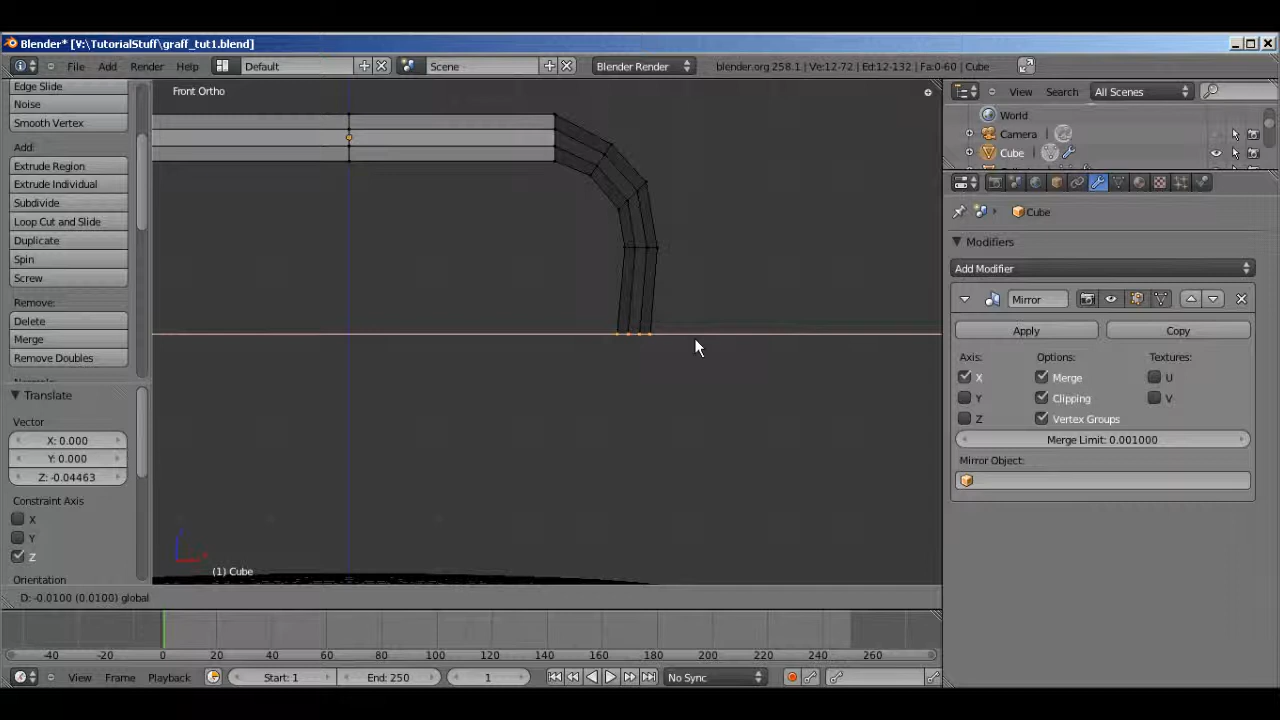 Blender* [V:\TutorialStuff\graff_tut1.blend]
File Add Render Help Default Scene Blender Render blender.org 258.1 | Ve:12-72 | Ed:12-132 | Fa:0-60 | Cube
Edge Slide
Noise
Smooth Vertex
Add:
Extrude Region
Extrude Individual
Subdivide
Loop Cut and Slide
Duplicate
Spin
Screw
Remove:
Delete
Merge
Remove Doubles
Translate
Vector
X: 0.000
Y: 0.000
Z: -0.04463
Constraint Axis
X
Y
Z
Orientation
Front Ortho
(1) Cube
D: -0.0100 (0.0100) global
View Search All Scenes
World
Camera
Cube
Cube
Modifiers
Add Modifier
Mirror
Apply Copy
Axis: Options: Textures:
X Merge U
Y Clipping V
Z Vertex Groups
Merge Limit: 0.001000
Mirror Object:
-40 -20 0 20 40 60 80 100 120 140 160 180 200 220 240 260
View Frame Playback Start: 1 End: 250 1 No Sync